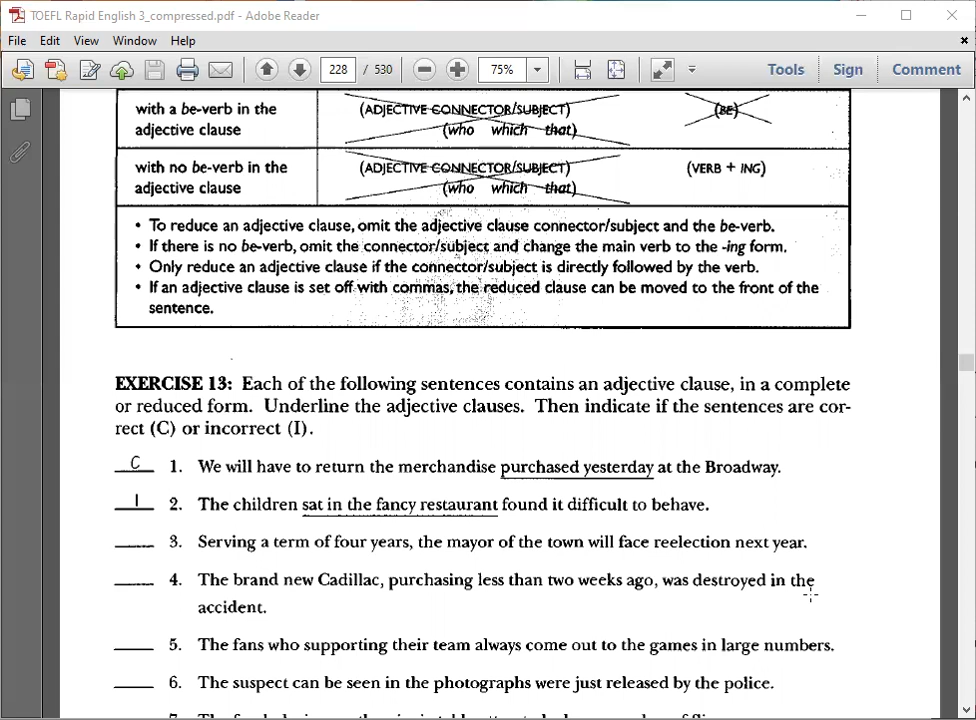 TOEFL Rapid English 3_compressed.pdf - Adobe Reader
File Edit View Window Help
228 / 530 75% Tools Sign Comment
with a be-verb in the (ADJECTIVE CONNECTOR/SUBJECT) (BE)
adjective clause (who which that)
with no be-verb in the (ADJECTIVE CONNECTOR/SUBJECT) (VERB + ING)
adjective clause (who which that)
• To reduce an adjective clause, omit the adjective clause connector/subject and the be-verb.
• If there is no be-verb, omit the connector/subject and change the main verb to the -ing form.
• Only reduce an adjective clause if the connector/subject is directly followed by the verb.
• If an adjective clause is set off with commas, the reduced clause can be moved to the front of the
sentence.
EXERCISE 13: Each of the following sentences contains an adjective clause, in a complete
or reduced form. Underline the adjective clauses. Then indicate if the sentences are cor-
rect (C) or incorrect (I).
C 1. We will have to return the merchandise purchased yesterday at the Broadway.
I 2. The children sat in the fancy restaurant found it difficult to behave.
3. Serving a term of four years, the mayor of the town will face reelection next year.
4. The brand new Cadillac, purchasing less than two weeks ago, was destroyed in the
accident.
5. The fans who supporting their team always come out to the games in large numbers.
6. The suspect can be seen in the photographs were just released by the police.